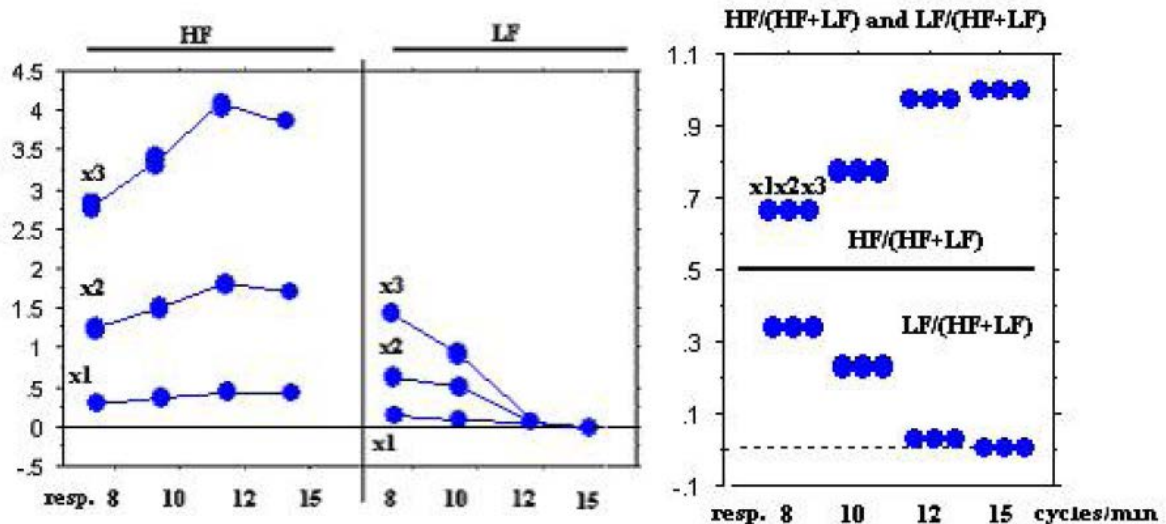 HF LF
4.5
4
3.5
3
2.5
2
1.5
1
.5
0
-.5
x3
x2
x1
x3
x2
x1
resp. 8 10 12 15 8 10 12 15
HF/(HF+LF) and LF/(HF+LF)
1.1
.9
.7
.5
.3
.1
-.1
x1x2x3
HF/(HF+LF)
LF/(HF+LF)
resp. 8 10 12 15 cycles/min